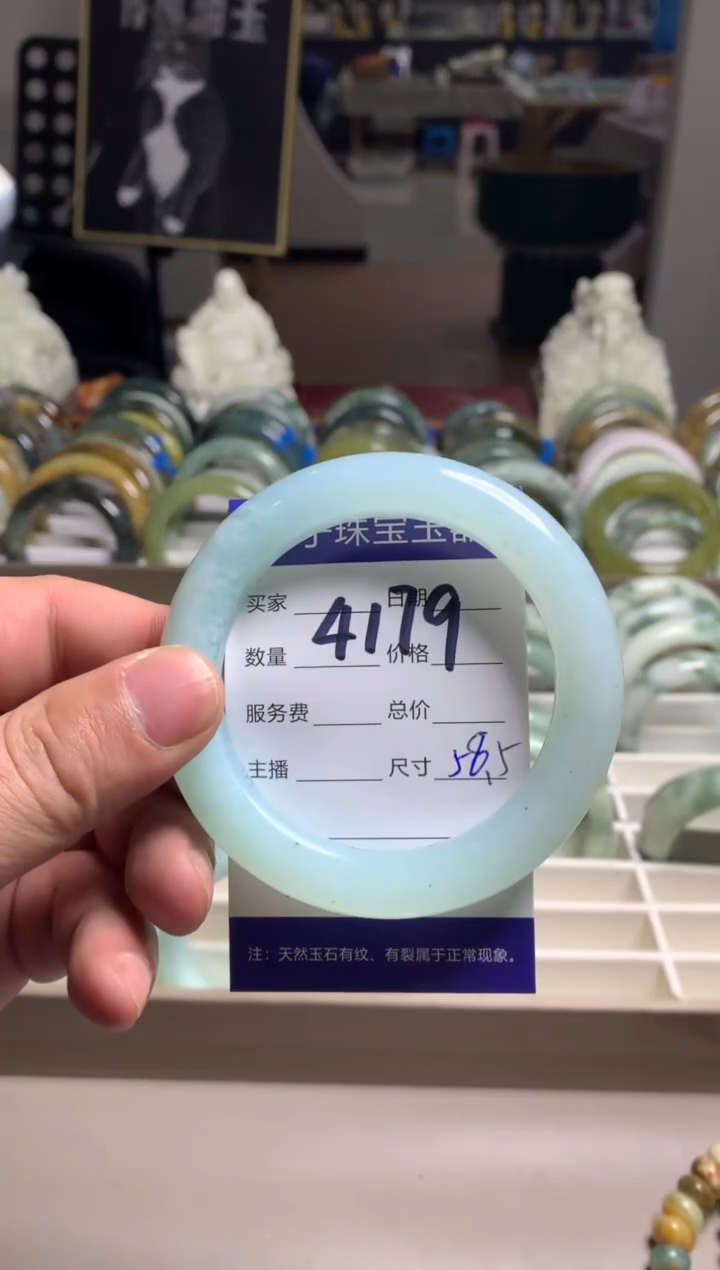 珠宝玉器
买家 日期
4179
数量 价格
服务费 总价
主播 尺寸 58.5
注：天然玉石有纹、有裂属于正常现象。